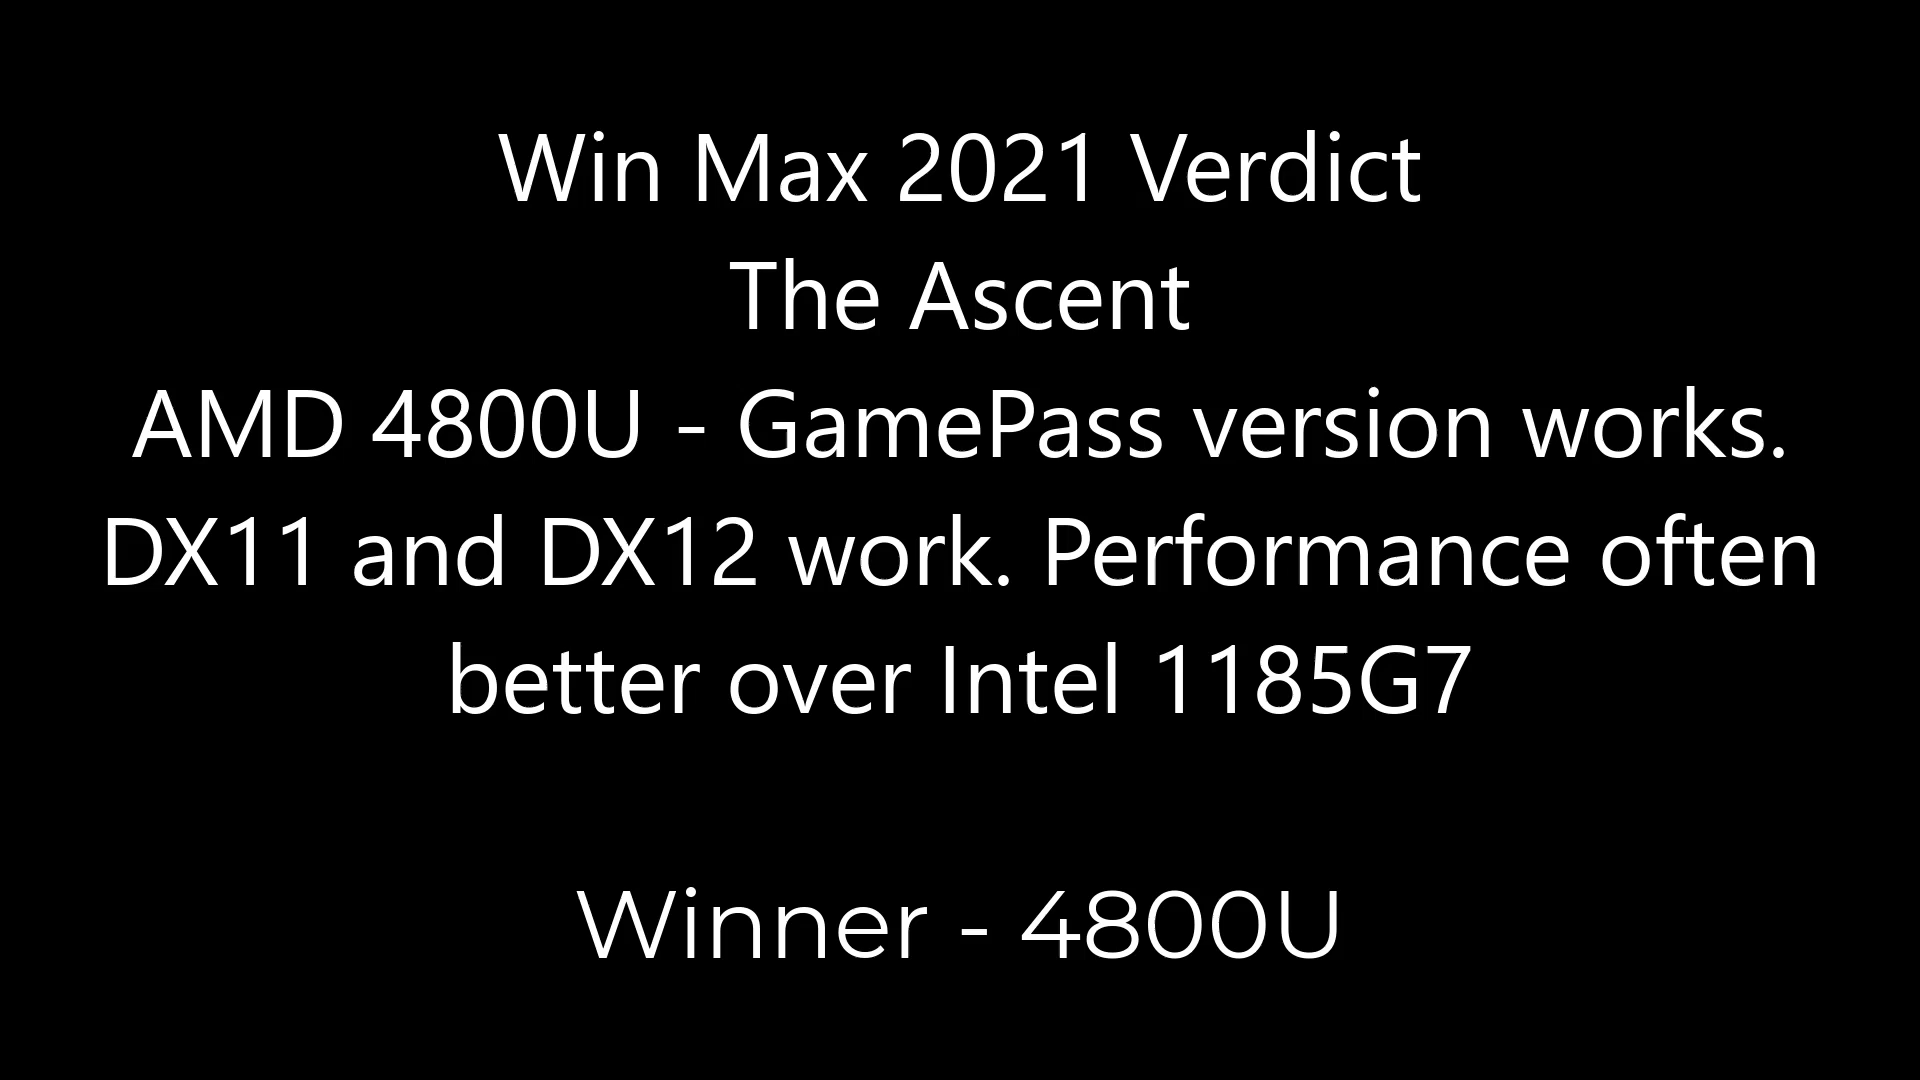 Win Max 2021 Verdict
The Ascent
AMD 4800U - GamePass version works.
DX11 and DX12 work. Performance often
better over Intel 1185G7
Winner - 4800U